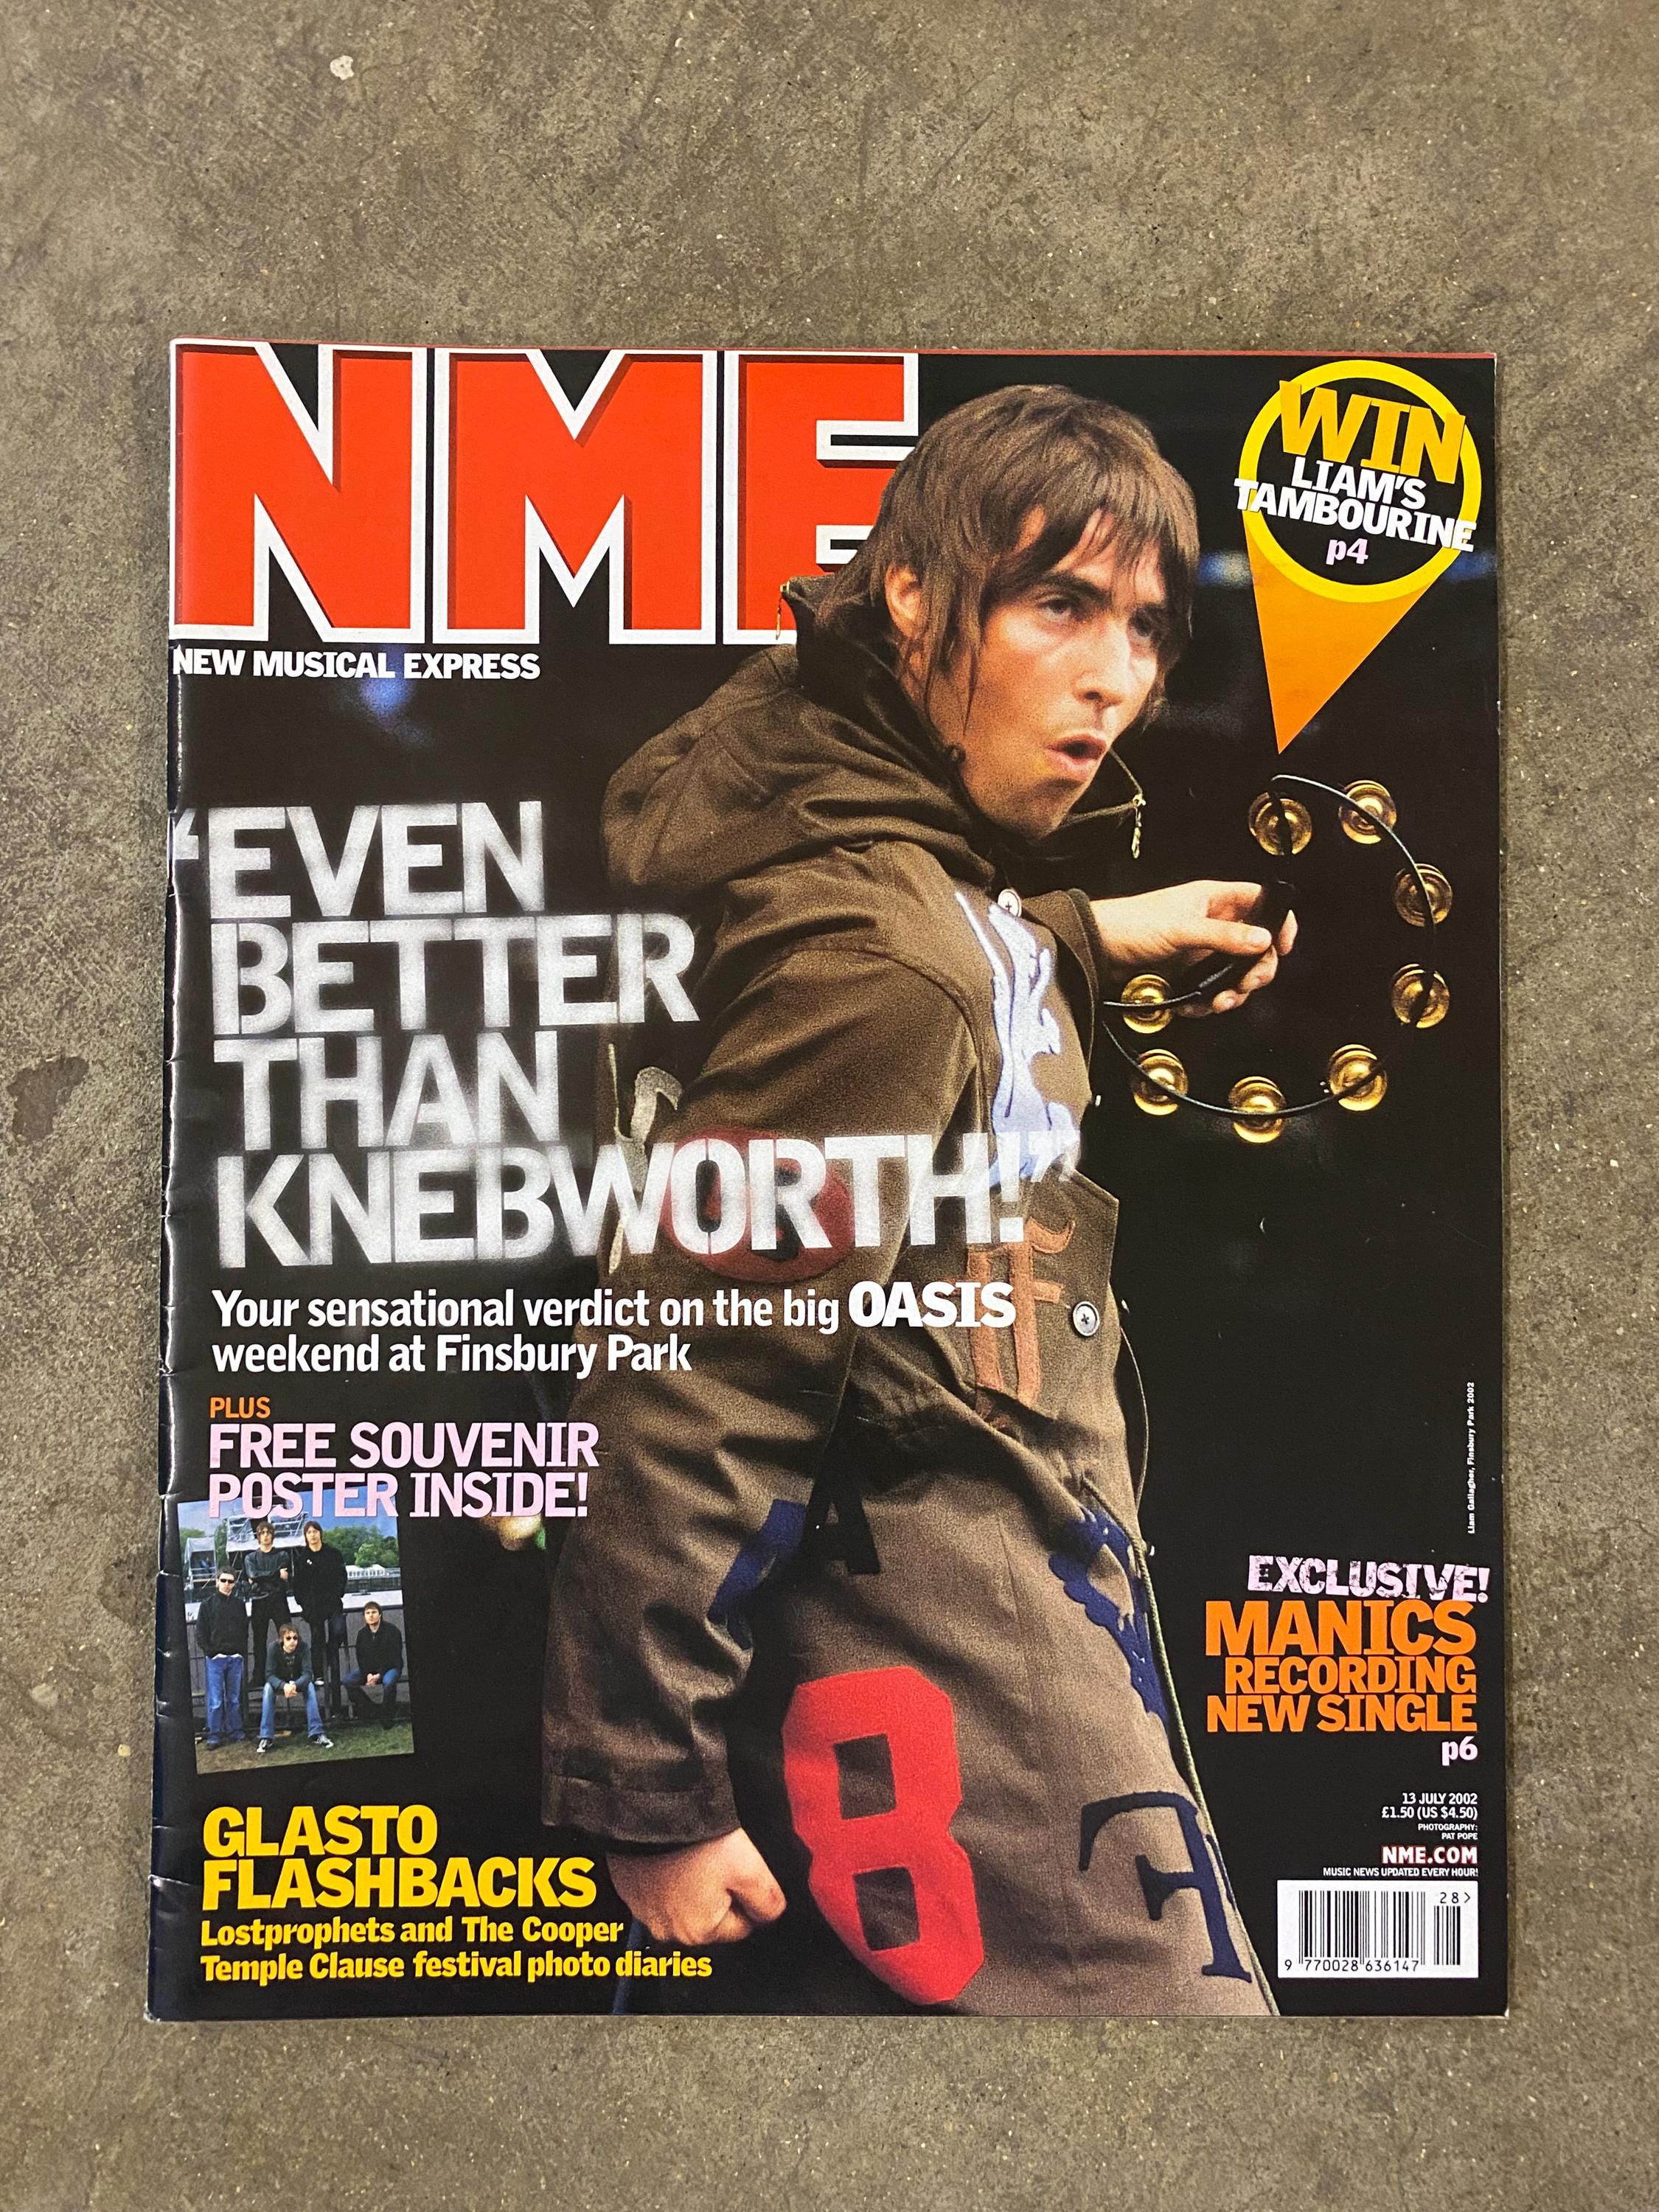 NME
NEW MUSICAL EXPRESS
WIN
LIAM'S
TAMBOURINE
p4
‘EVEN
BETTER
THAN
KNEBWORTH!”
Your sensational verdict on the big OASIS
weekend at Finsbury Park
PLUS
FREE SOUVENIR
POSTER INSIDE!
GLASTO
FLASHBACKS
Lostprophets and The Cooper
Temple Clause festival photo diaries
Liam Gallagher, Finsbury Park 2002
EXCLUSIVE!
MANICS
RECORDING
NEW SINGLE
p6
13 JULY 2002
£1.50 (US $4.50)
PHOTOGRAPHY:
PAT POPE
NME.COM
MUSIC NEWS UPDATED EVERY HOUR!
28>
9 770028 636147
A
8
F